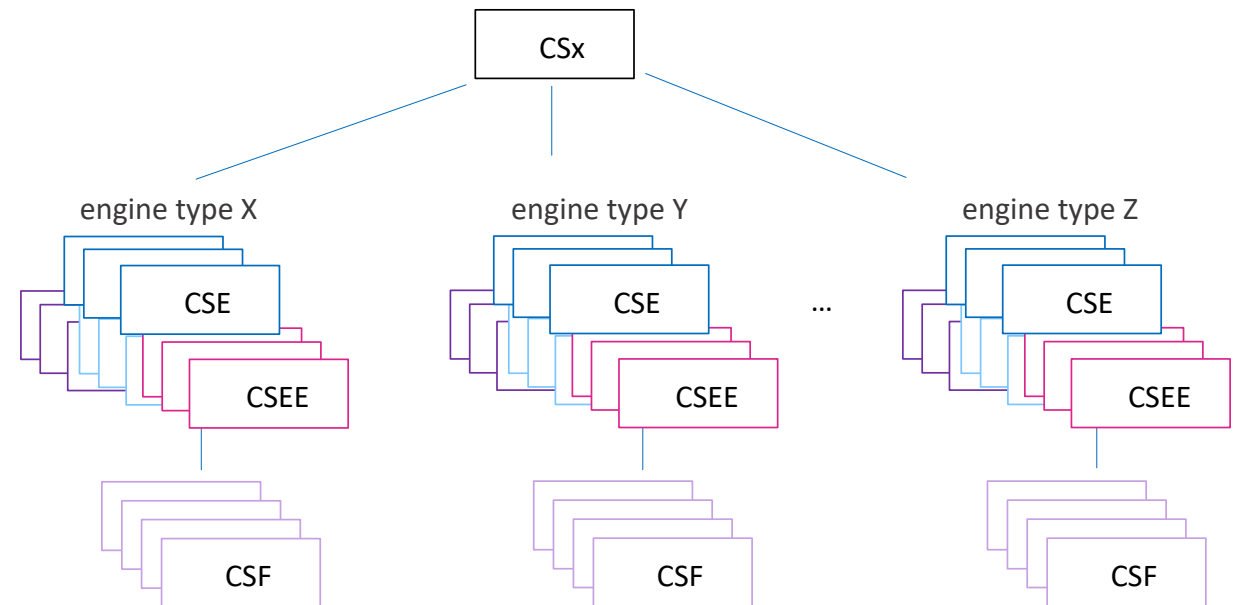 CSx
engine type X
engine type Y
engine type Z
CSE
CSE
...
CSE
CSEE
CSEE
CSEE
CSF
CSF
CSF